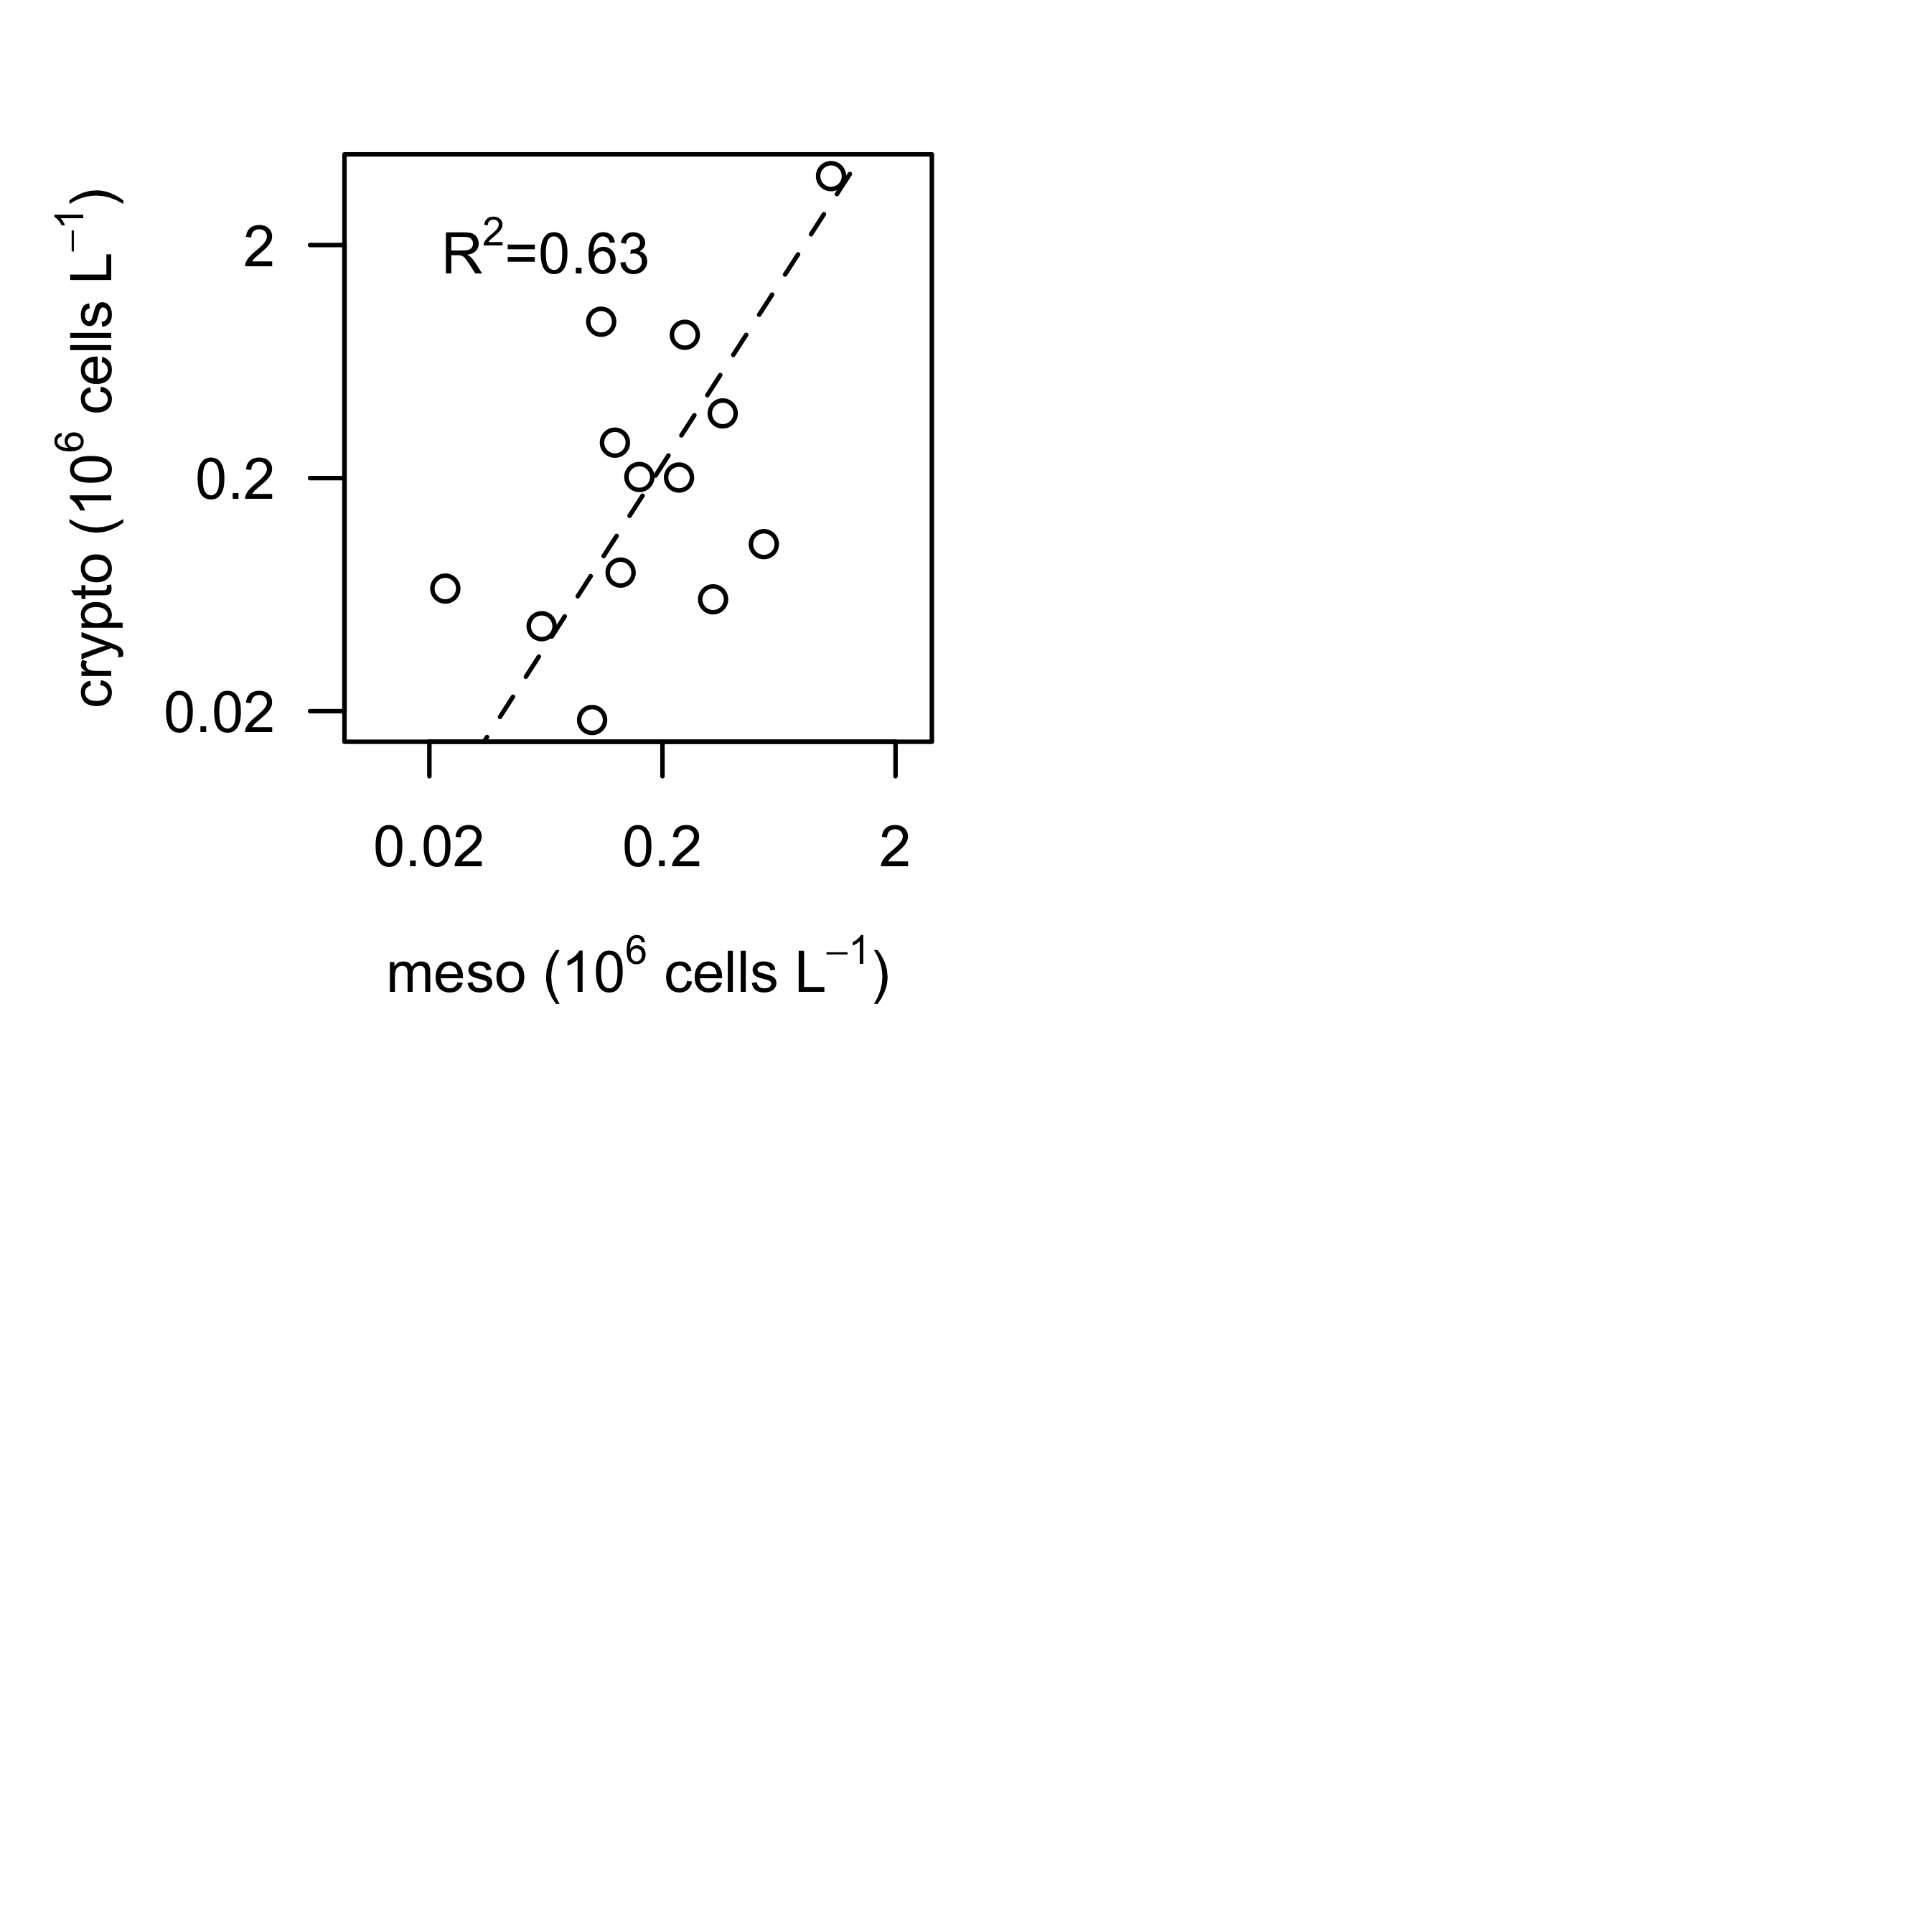 crypto (10⁶ cells L⁻¹)
2
0.2
0.02
R²=0.63
0.02 0.2 2
meso (10⁶ cells L⁻¹)